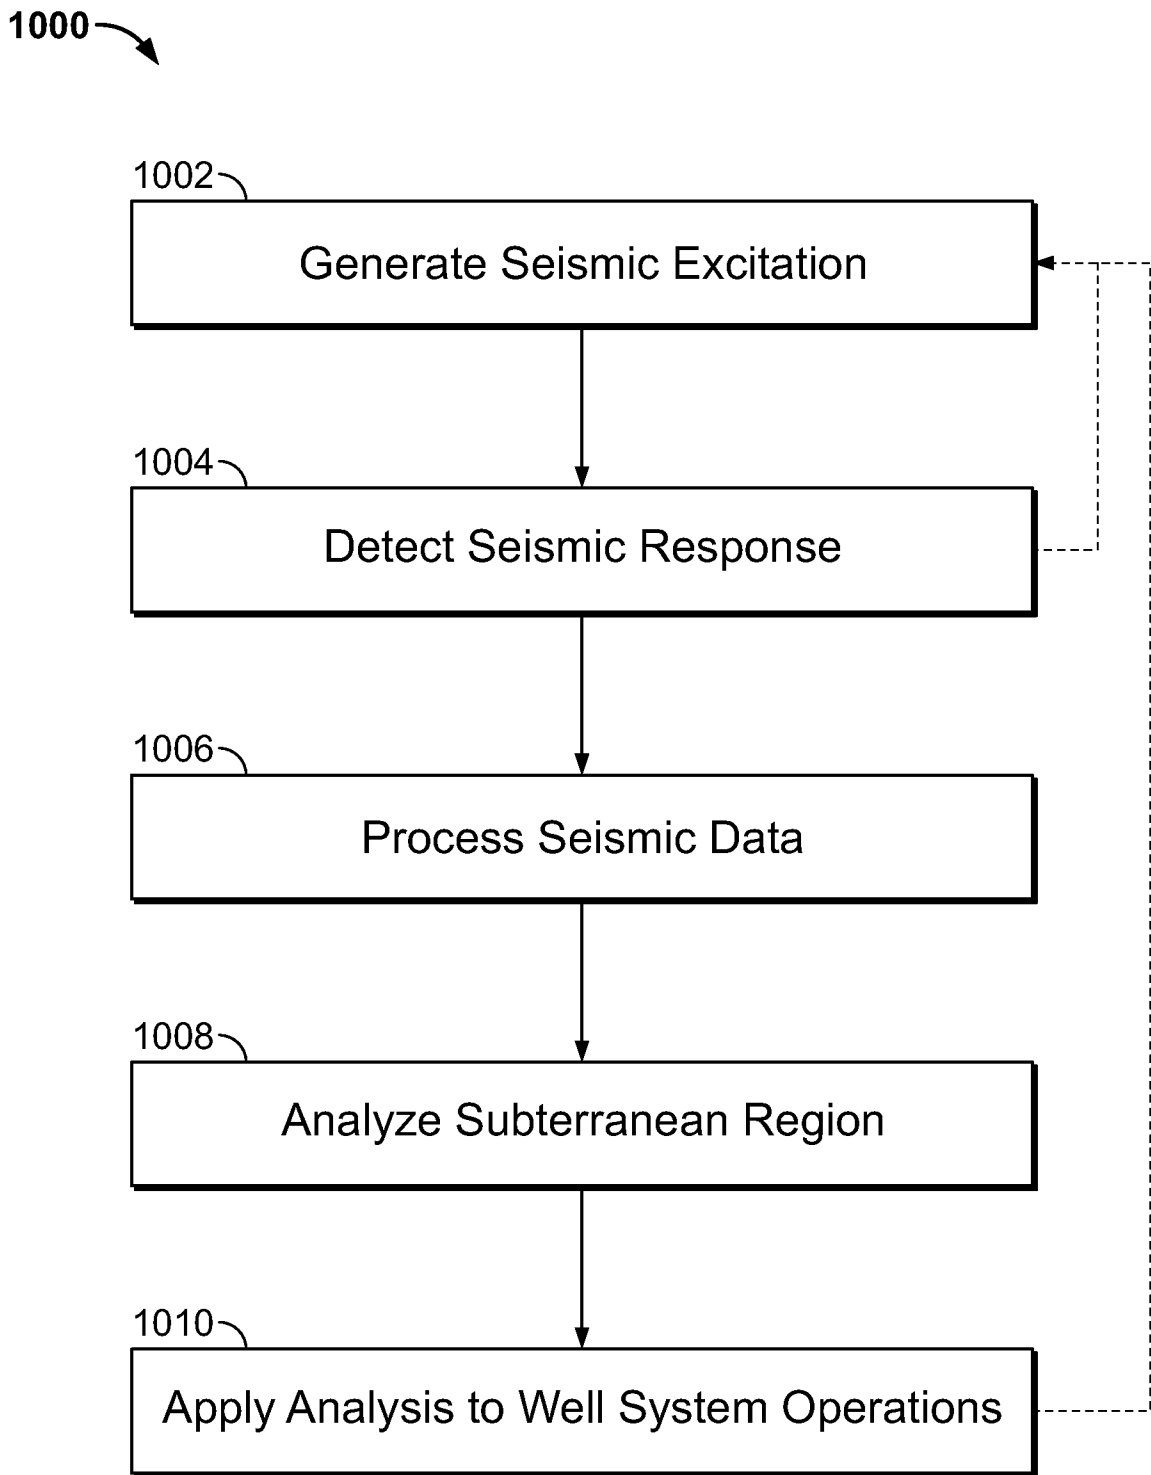 1000
1002
Generate Seismic Excitation
1004
Detect Seismic Response
1006
Process Seismic Data
1008
Analyze Subterranean Region
1010
Apply Analysis to Well System Operations